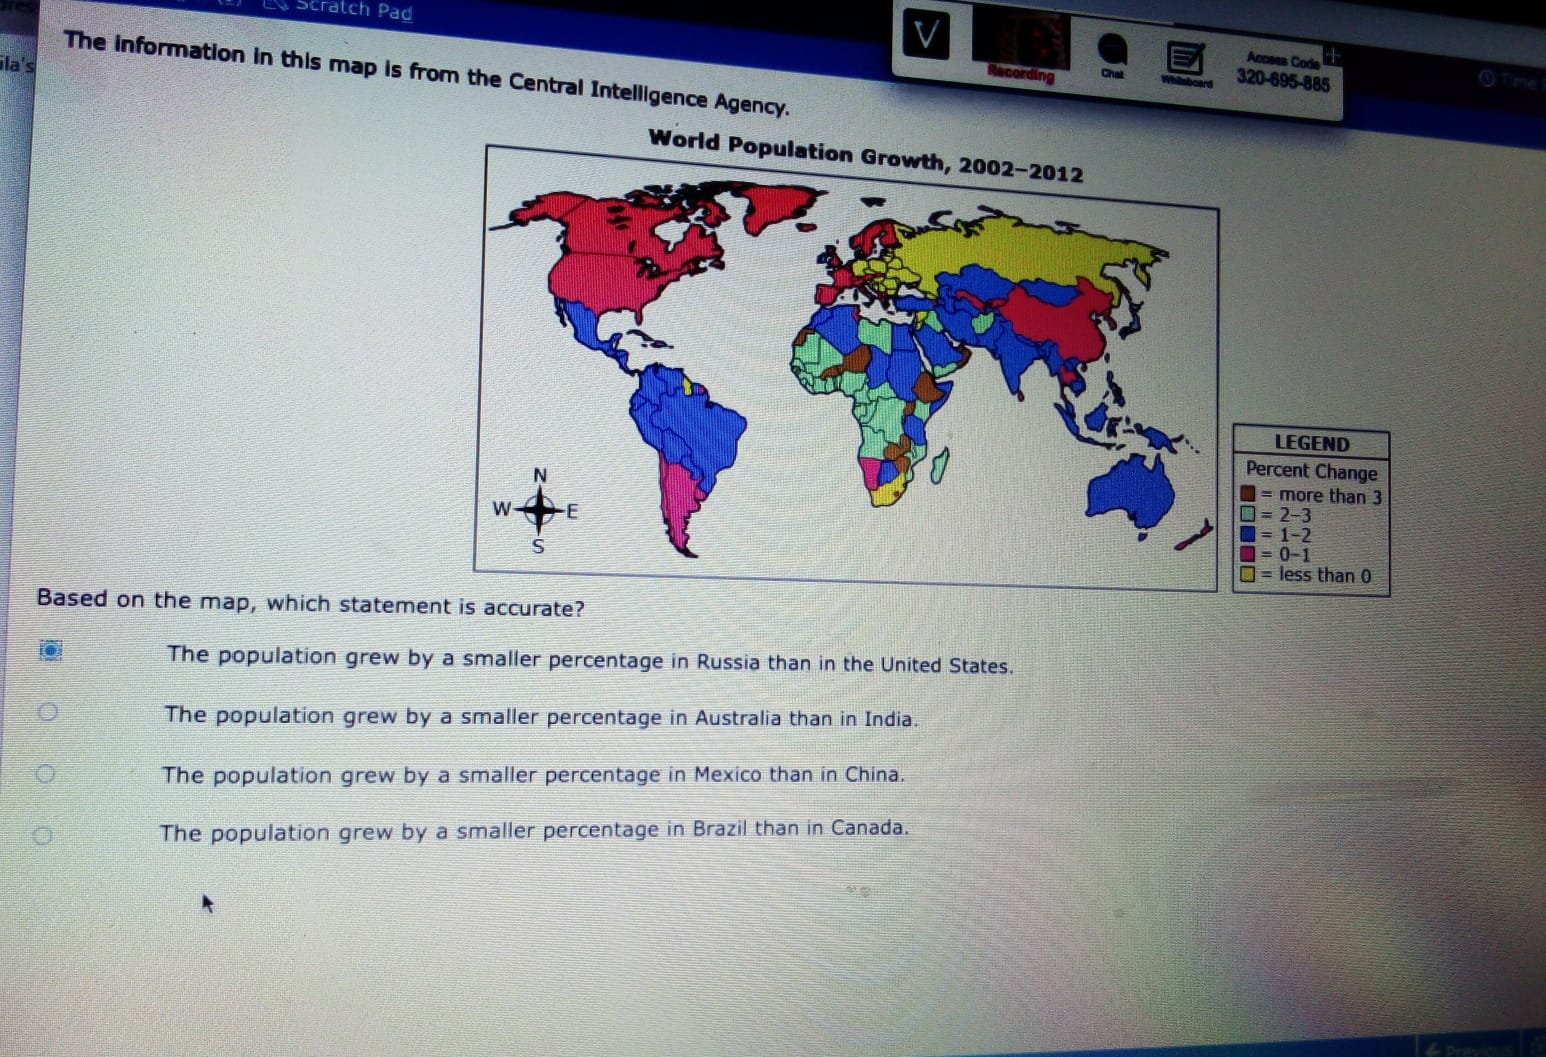 Scratch Pad
ila's
The information in this map is from the Central Intelligence Agency.
V
Recording
Chat
Whiteboard
Access Code
320-695-885
Time
World Population Growth, 2002–2012
N
W E
S
LEGEND
Percent Change
= more than 3
= 2–3
= 1–2
= 0–1
= less than 0
Based on the map, which statement is accurate?
The population grew by a smaller percentage in Russia than in the United States.
The population grew by a smaller percentage in Australia than in India.
The population grew by a smaller percentage in Mexico than in China.
The population grew by a smaller percentage in Brazil than in Canada.